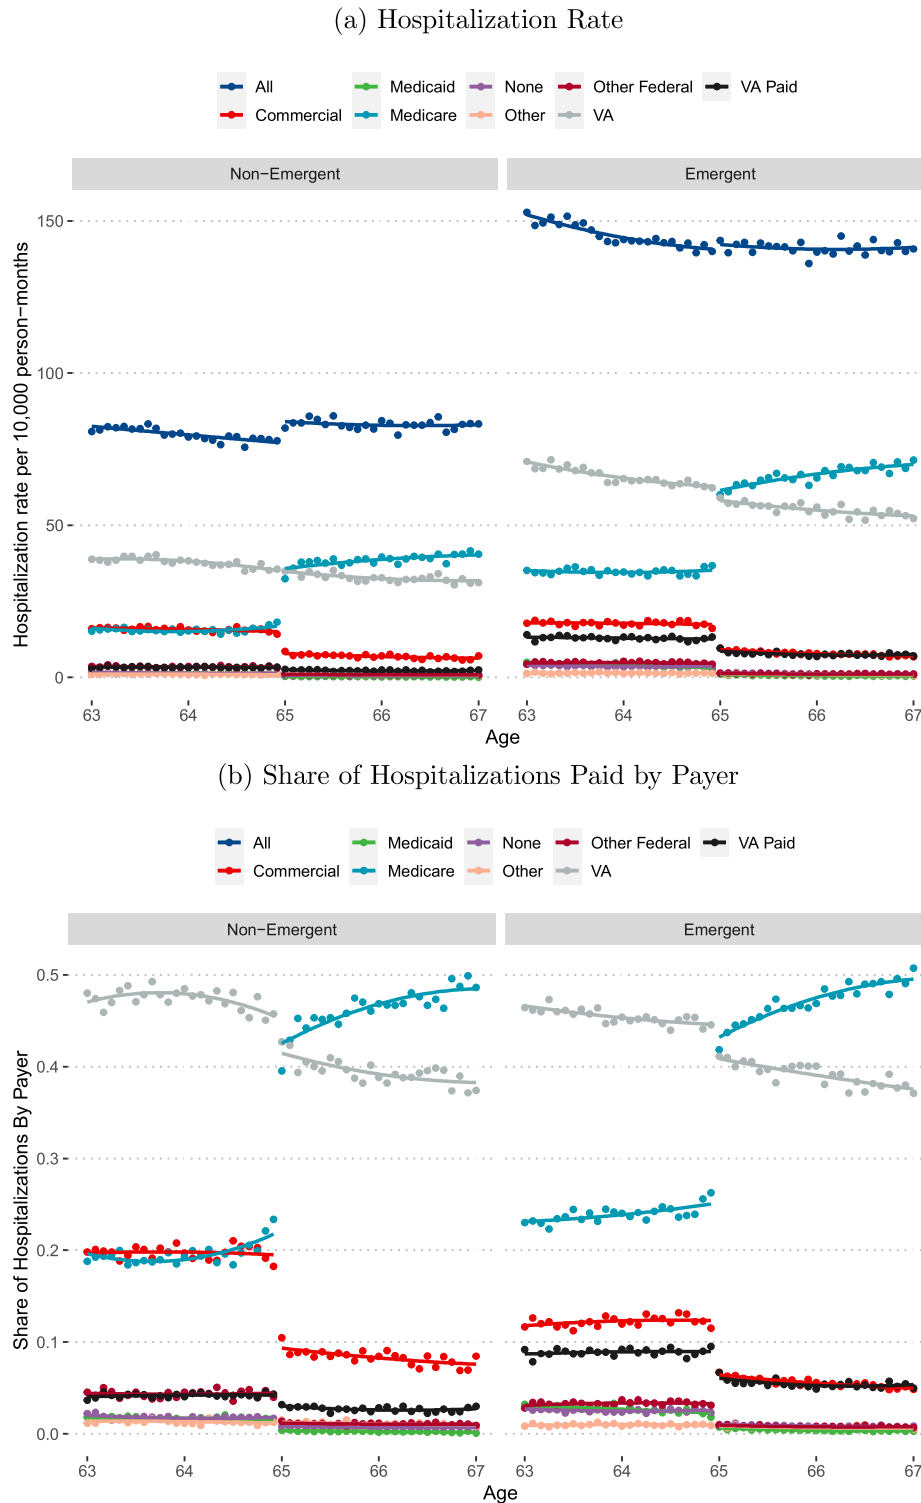 (a) Hospitalization Rate
All Medicaid None Other Federal VA Paid
Commercial Medicare Other VA
Non−Emergent Emergent
Hospitalization rate per 10,000 person−months
150
100
50
0
63 64 65 66 67 63 64 65 66 67
Age
(b) Share of Hospitalizations Paid by Payer
All Medicaid None Other Federal VA Paid
Commercial Medicare Other VA
Non−Emergent Emergent
Share of Hospitalizations By Payer
0.5
0.4
0.3
0.2
0.1
0.0
63 64 65 66 67 63 64 65 66 67
Age